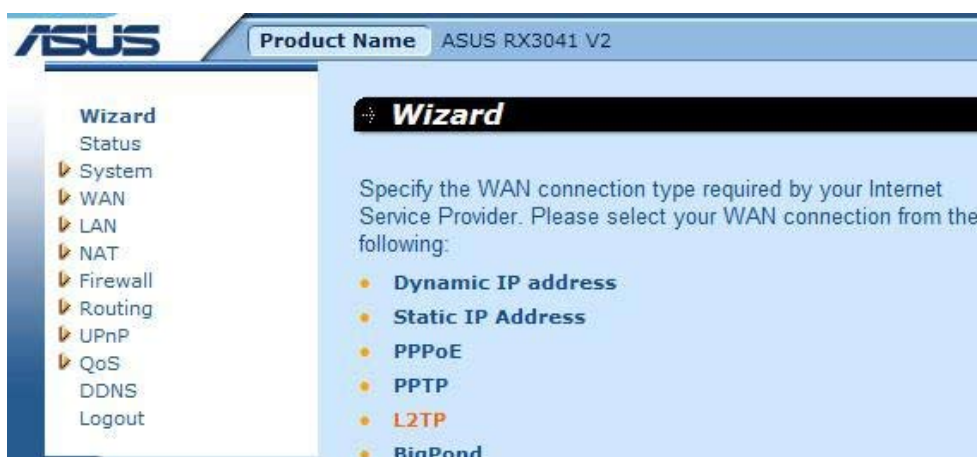 ASUS
Product Name ASUS RX3041 V2
Wizard
Status
System
WAN
LAN
NAT
Firewall
Routing
UPnP
QoS
DDNS
Logout
Wizard
Specify the WAN connection type required by your Internet
Service Provider. Please select your WAN connection from the
following:
Dynamic IP address
Static IP Address
PPPoE
PPTP
L2TP
BigPond